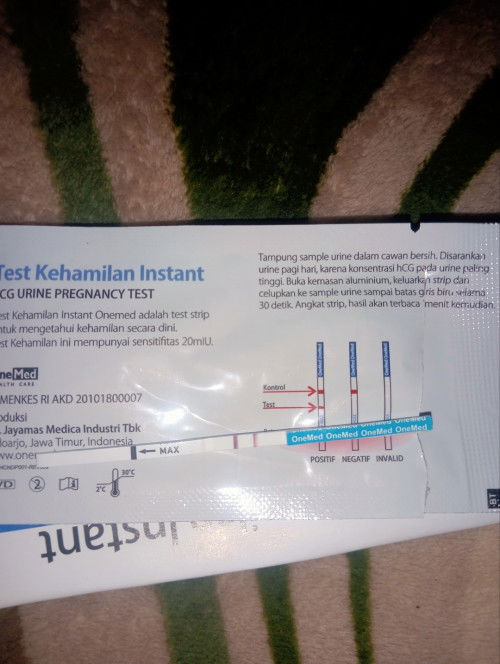 Test Kehamilan Instant
CG URINE PREGNANCY TEST
est Kehamilan Instant Onemed adalah test strip
ntuk mengetahui kehamilan secara dini.
est Kehamilan ini mempunyai sensitifitas 20mIU.
neMed
ALTH CARE
MENKES RI AKD 20101800007
oduksi
. Jayamas Medica Industri Tbk
doarjo, Jawa Timur, Indonesia
ww.onem
Tampung sample urine dalam cawan bersih. Disarankan
urine pagi hari, karena konsentrasi hCG pada urine paling
tinggi. Buka kemasan aluminium, keluarkan strip dan
celupkan ke sample urine sampai batas garis biru selama
30 detik. Angkat strip, hasil akan terbaca menit kemudian.
Kontrol
Test
MAX
OneMed OneMed OneMed OneMed
POSITIF NEGATIF INVALID
2
30°C
2°C
Instant